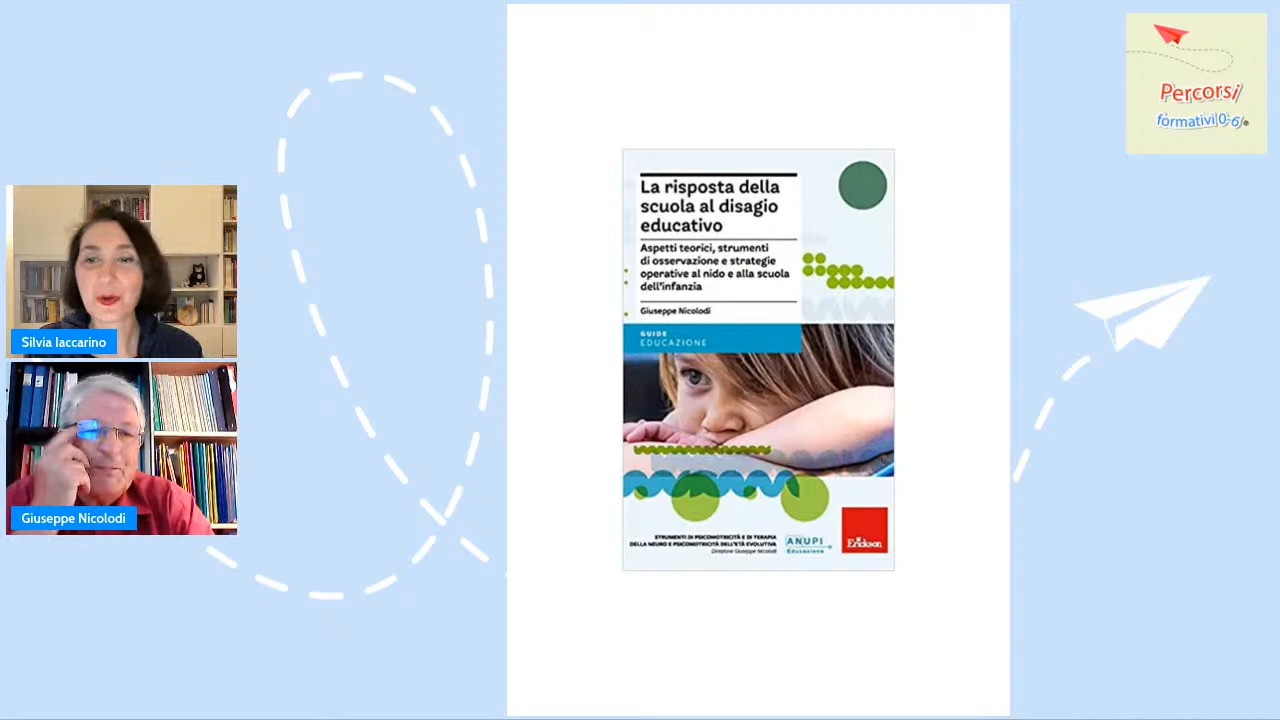 Percorsi
formativi 0-6
La risposta della
scuola al disagio
educativo
Aspetti teorici, strumenti
di osservazione e strategie
operative al nido e alla scuola
dell'infanzia
Giuseppe Nicolodi
GUIDE
EDUCAZIONE
STRUMENTI DI PSICOMOTRICITÀ E DI TERAPIA
DELLA NEURO E PSICOMOTRICITÀ DELL'ETÀ EVOLUTIVA
Direttore Giuseppe Nicolodi
ANUPI
Educazione
Erickson
Silvia Iaccarino
Giuseppe Nicolodi